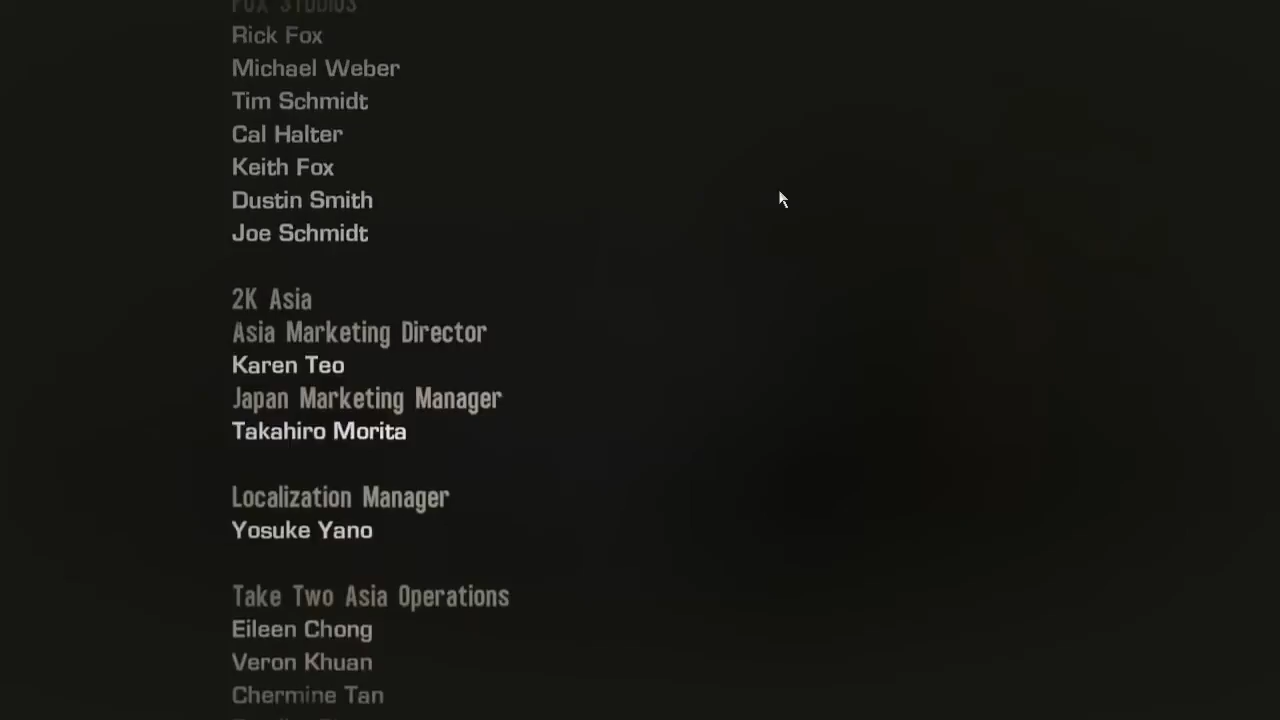 FOX STUDIOS
Rick Fox
Michael Weber
Tim Schmidt
Cal Halter
Keith Fox
Dustin Smith
Joe Schmidt
2K Asia
Asia Marketing Director
Karen Teo
Japan Marketing Manager
Takahiro Morita
Localization Manager
Yosuke Yano
Take Two Asia Operations
Eileen Chong
Veron Khuan
Chermine Tan